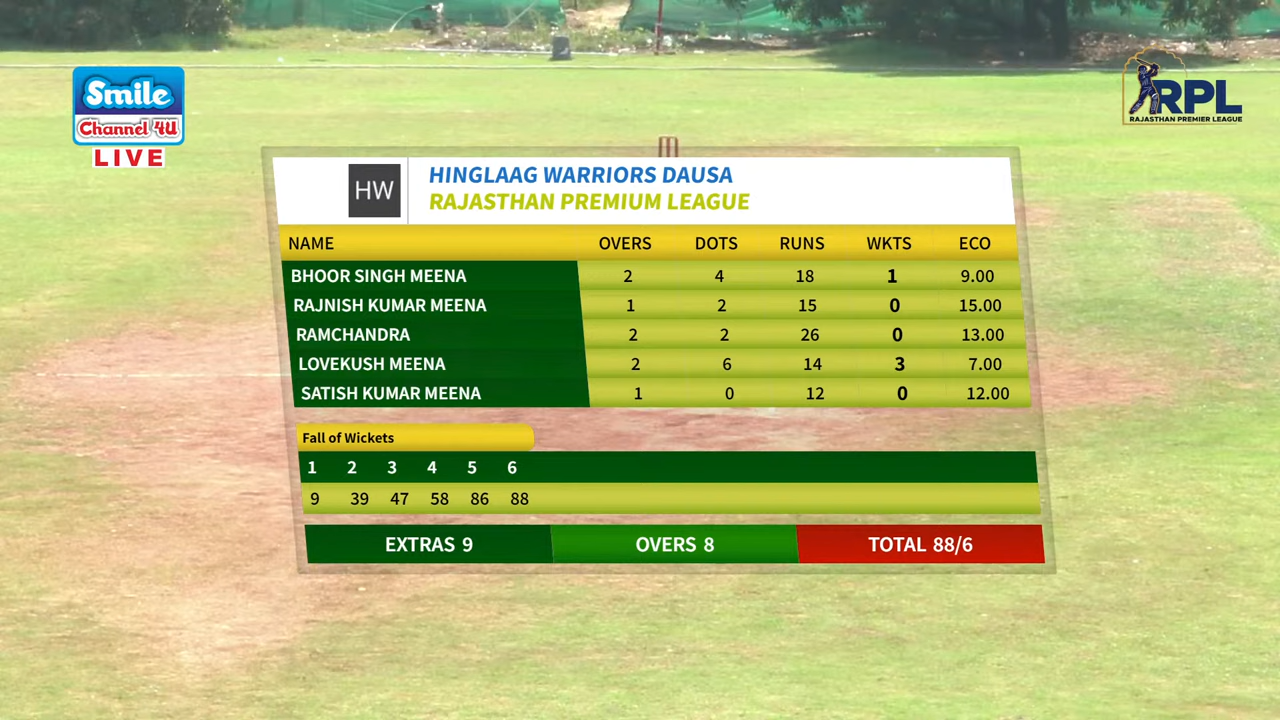 Smile
Channel 4U
LIVE
RPL
RAJASTHAN PREMIER LEAGUE
HW
HINGLAAG WARRIORS DAUSA
RAJASTHAN PREMIUM LEAGUE
NAME OVERS DOTS RUNS WKTS ECO
BHOOR SINGH MEENA 2 4 18 1 9.00
RAJNISH KUMAR MEENA 1 2 15 0 15.00
RAMCHANDRA 2 2 26 0 13.00
LOVEKUSH MEENA 2 6 14 3 7.00
SATISH KUMAR MEENA 1 0 12 0 12.00
Fall of Wickets
1 2 3 4 5 6
9 39 47 58 86 88
EXTRAS 9 OVERS 8 TOTAL 88/6